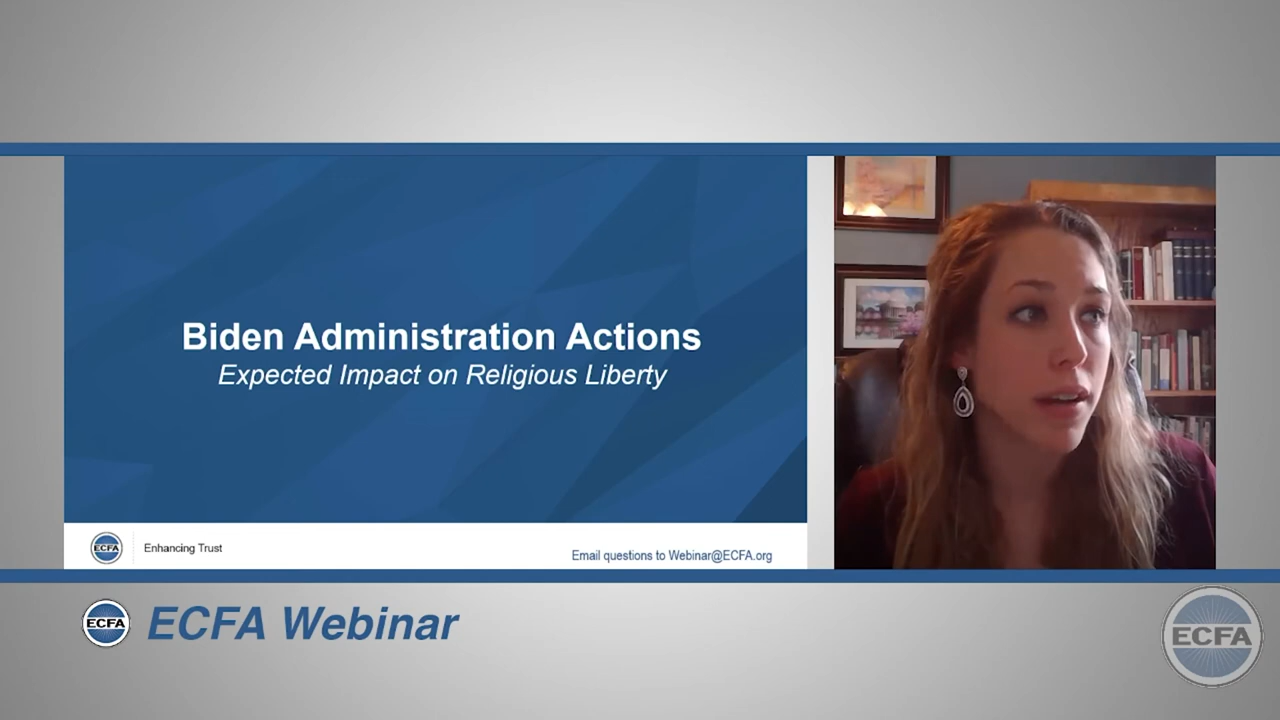 Biden Administration Actions
Expected Impact on Religious Liberty
ECFA
Enhancing Trust
Email questions to Webinar@ECFA.org
ECFA
ECFA Webinar
ECFA